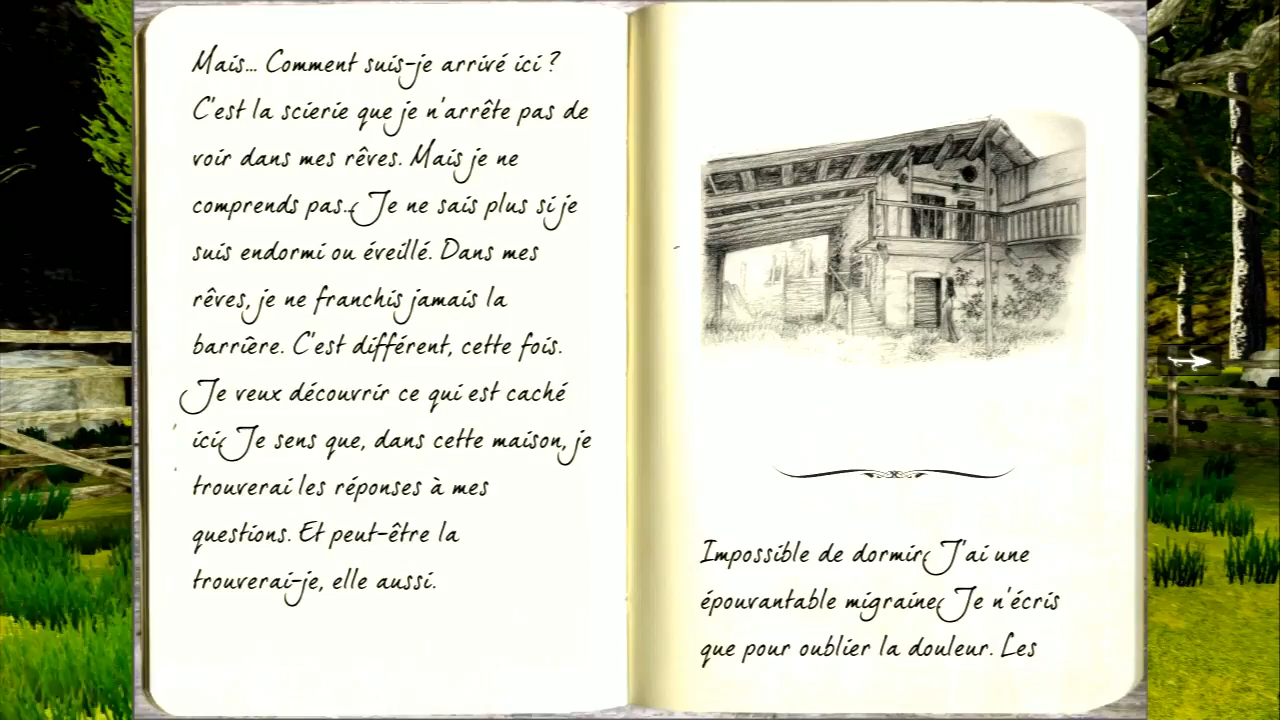 Mais... Comment suis-je arrivé ici ?
C'est la scierie que je n'arrête pas de
voir dans mes rêves. Mais je ne
comprends pas... Je ne sais plus si je
suis endormi ou éveillé. Dans mes
rêves, je ne franchis jamais la
barrière. C'est différent, cette fois.
Je veux découvrir ce qui est caché
ici. Je sens que, dans cette maison, je
trouverai les réponses à mes
questions. Et peut-être la
trouverai-je, elle aussi.
Impossible de dormir. J'ai une
épouvantable migraine. Je n'écris
que pour oublier la douleur. Les